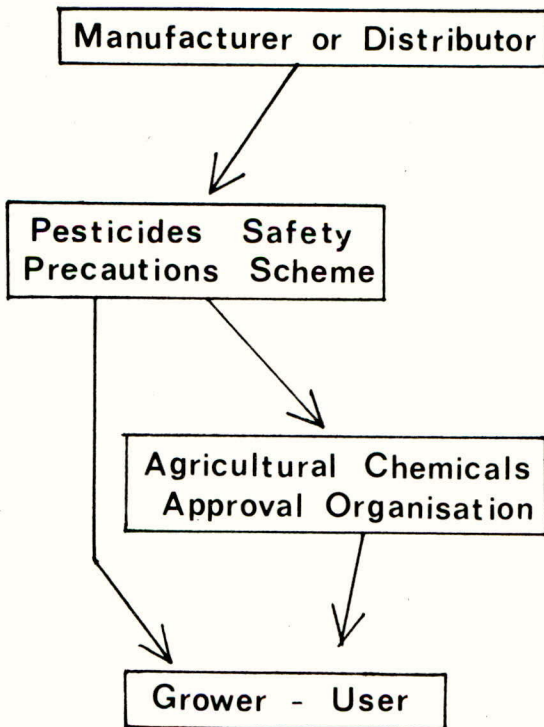 Manufacturer or Distributor
Pesticides Safety
Precautions Scheme
Agricultural Chemicals
Approval Organisation
Grower - User